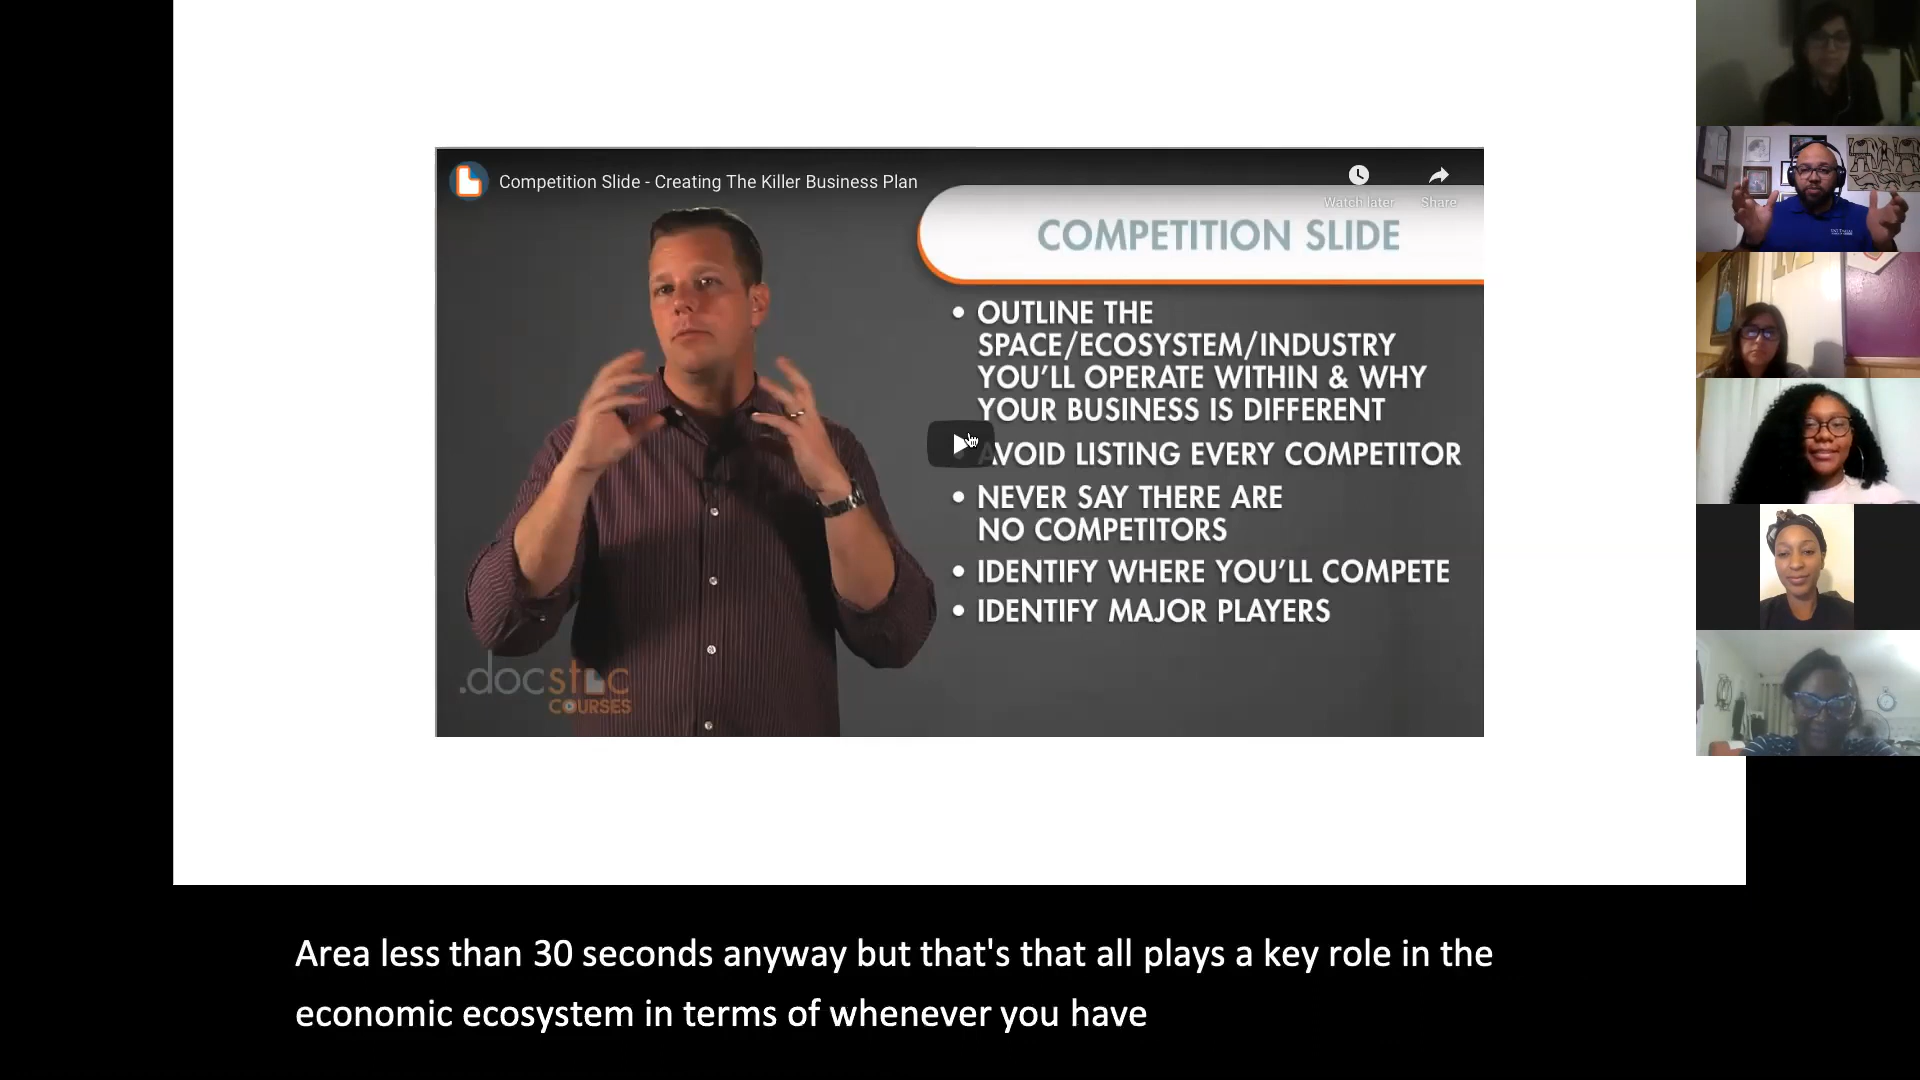 Competition Slide - Creating The Killer Business Plan
Watch later
Share
COMPETITION SLIDE
• OUTLINE THE
SPACE/ECOSYSTEM/INDUSTRY
YOU'LL OPERATE WITHIN & WHY
YOUR BUSINESS IS DIFFERENT
• AVOID LISTING EVERY COMPETITOR
• NEVER SAY THERE ARE
NO COMPETITORS
• IDENTIFY WHERE YOU'LL COMPETE
• IDENTIFY MAJOR PLAYERS
.docstoc
COURSES
Area less than 30 seconds anyway but that's that all plays a key role in the
economic ecosystem in terms of whenever you have